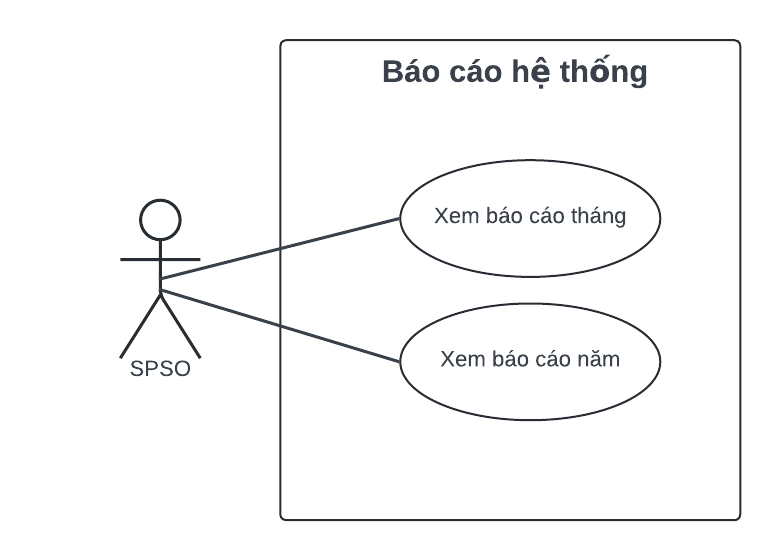 Báo cáo hệ thống
Xem báo cáo tháng
Xem báo cáo năm
SPSO